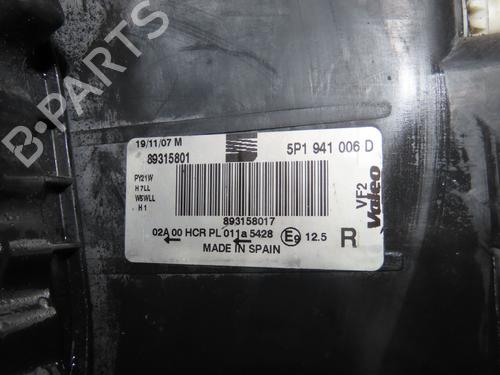 B-PARTS
19/11/07 M
89315801
5P1 941 006 D
PY21W
H7LL
W5WLL
H1
VF2
Valeo
893158017
02A 00 HCR PL 011a 5428 E9 12.5 R
MADE IN SPAIN